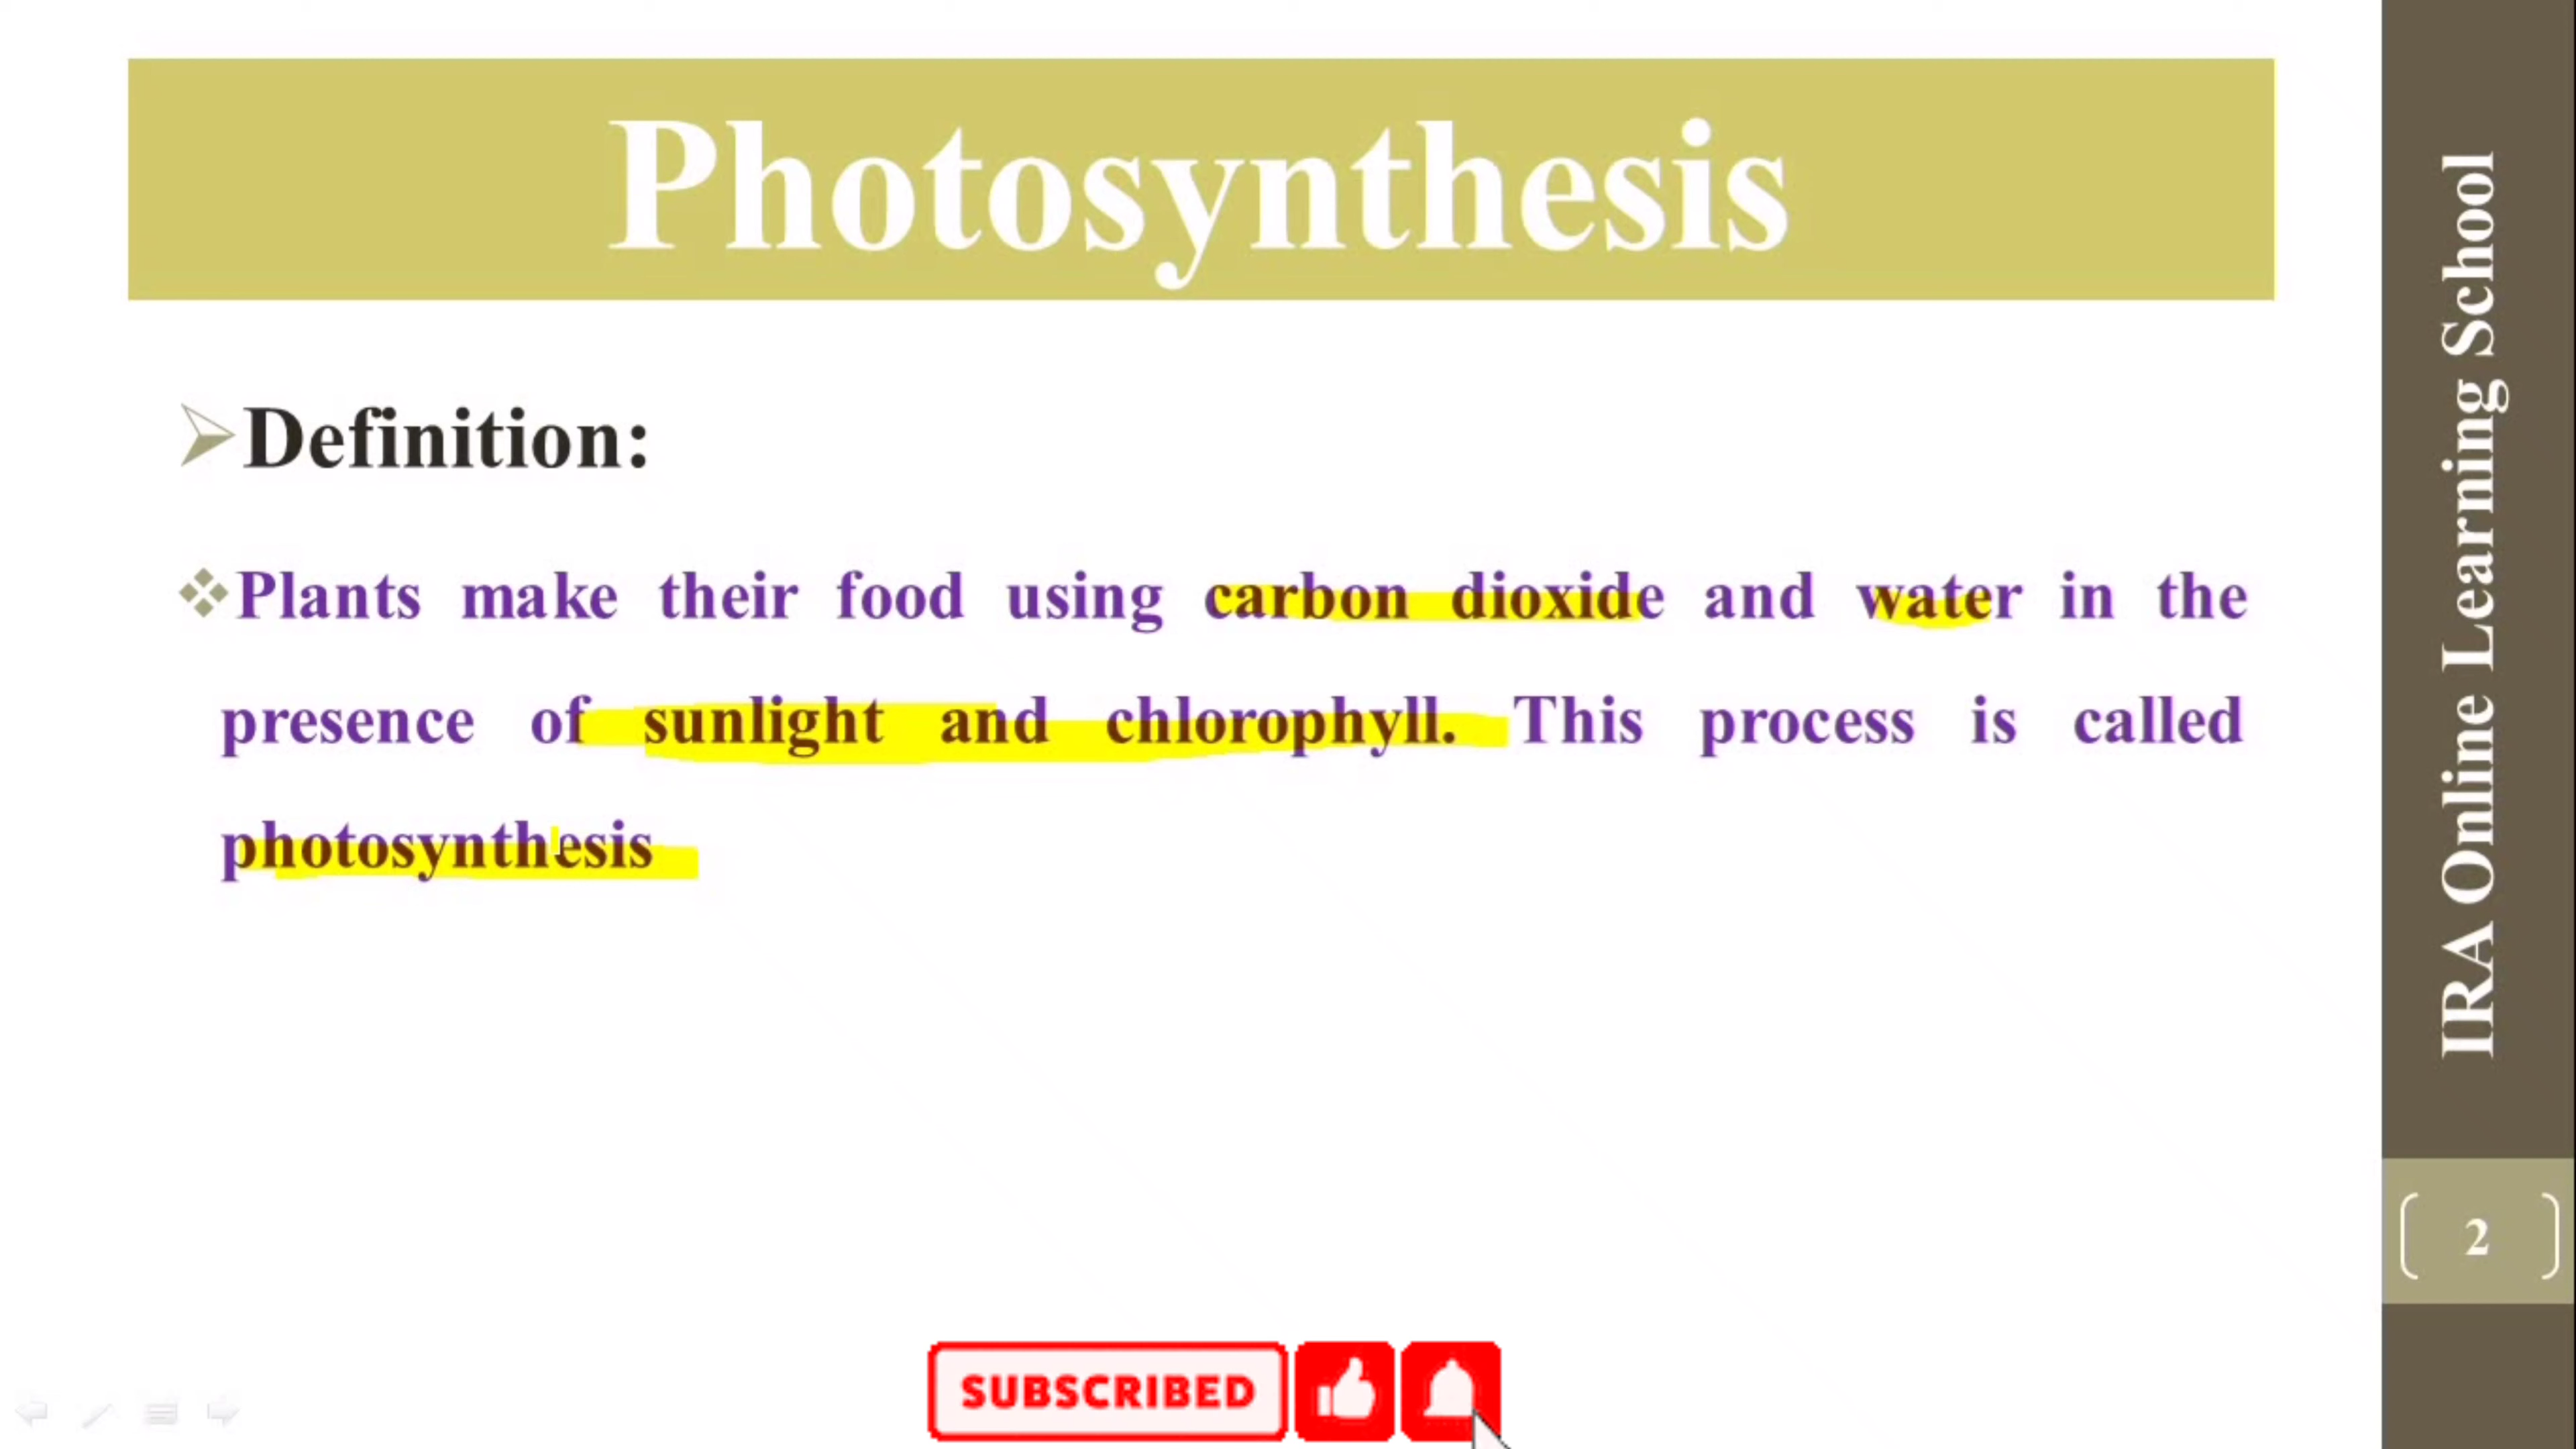 Photosynthesis
Definition:
Plants make their food using carbon dioxide and water in the
presence of sunlight and chlorophyll. This process is called
photosynthesis
IRA Online Learning School
2
SUBSCRIBED